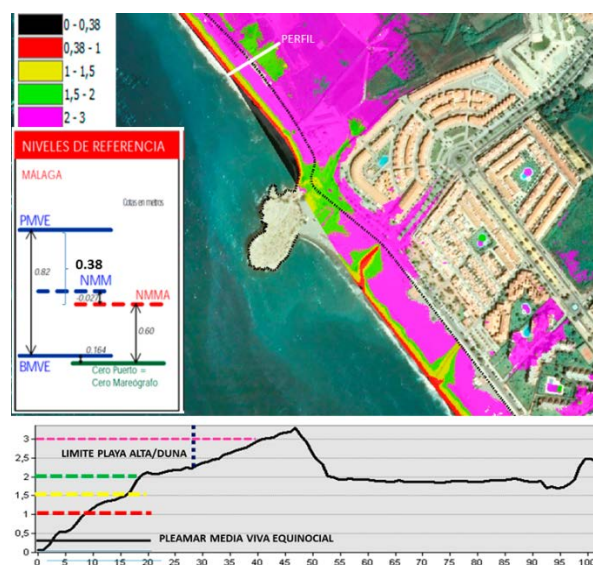 0 - 0,38
0,38 - 1
1 - 1,5
1,5 - 2
2 - 3
PERFIL
NIVELES DE REFERENCIA
MÁLAGA
Cotas en metros
PMVE
0.82
0.38
NMM
-0.027
NMMA
0.60
BMVE
0.164
Cero Puerto =
Cero Mareógrafo
3
2,5
2
1,5
1
0,5
0
LIMITE PLAYA ALTA/DUNA
PLEAMAR MEDIA VIVA EQUINOCIAL
0 5 10 15 20 25 30 35 40 45 50 55 60 65 70 75 80 85 90 95 100